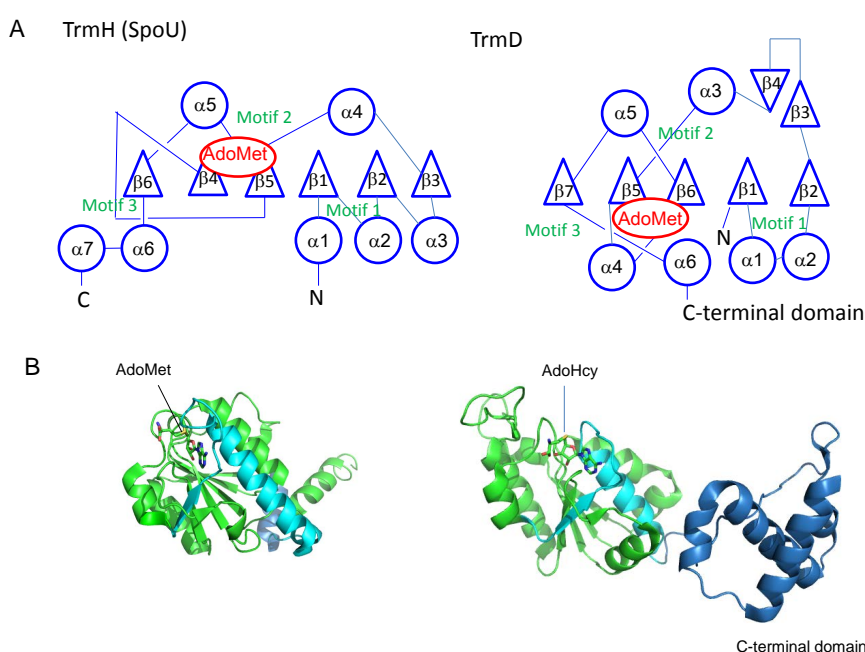 A
TrmH (SpoU)
TrmD
α5
Motif 2
α4
AdoMet
β6
β4
β5
β1
β2
β3
Motif 3
Motif 1
α7
α6
α1
α2
α3
C
N
β4
α3
β3
α5
Motif 2
β7
β5
β6
β1
β2
AdoMet
Motif 3
N
Motif 1
α4
α6
α1
α2
C-terminal domain
B
AdoMet
AdoHcy
C-terminal domain